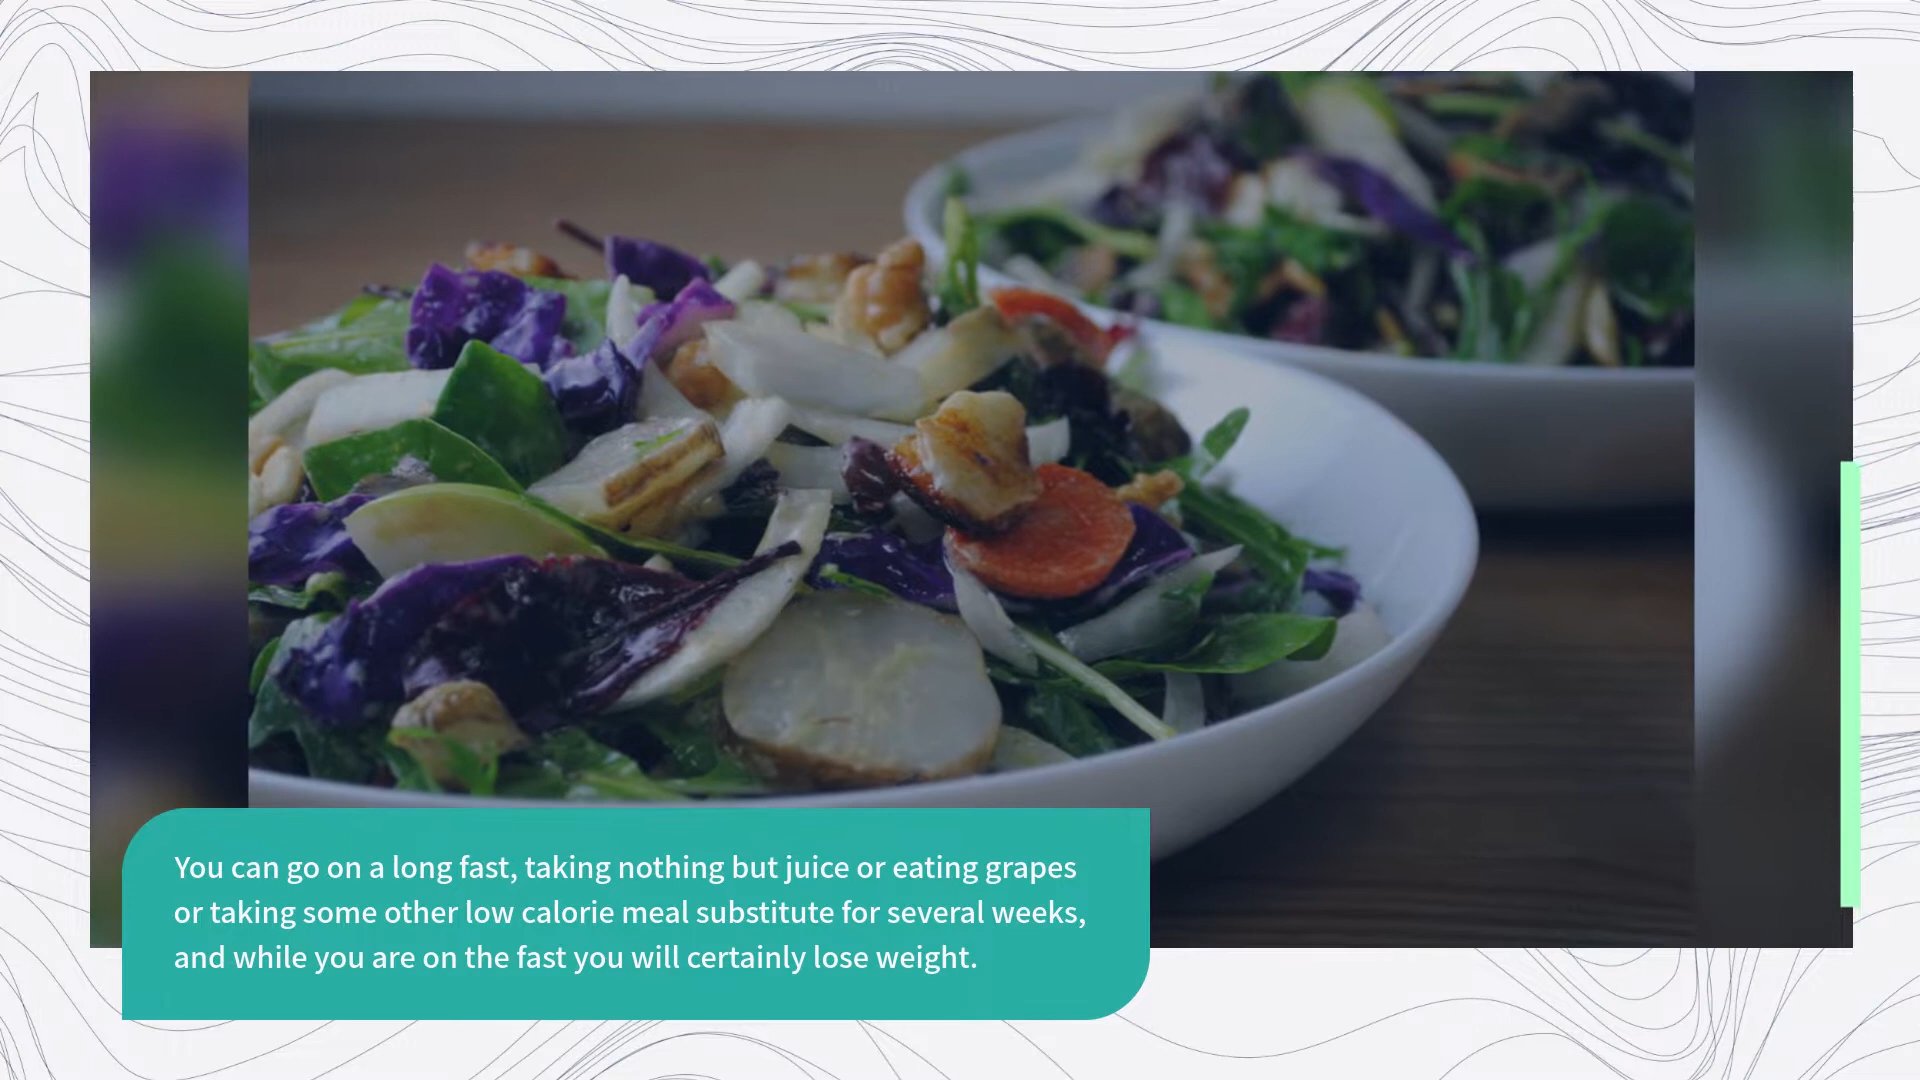 You can go on a long fast, taking nothing but juice or eating grapes
or taking some other low calorie meal substitute for several weeks,
and while you are on the fast you will certainly lose weight.